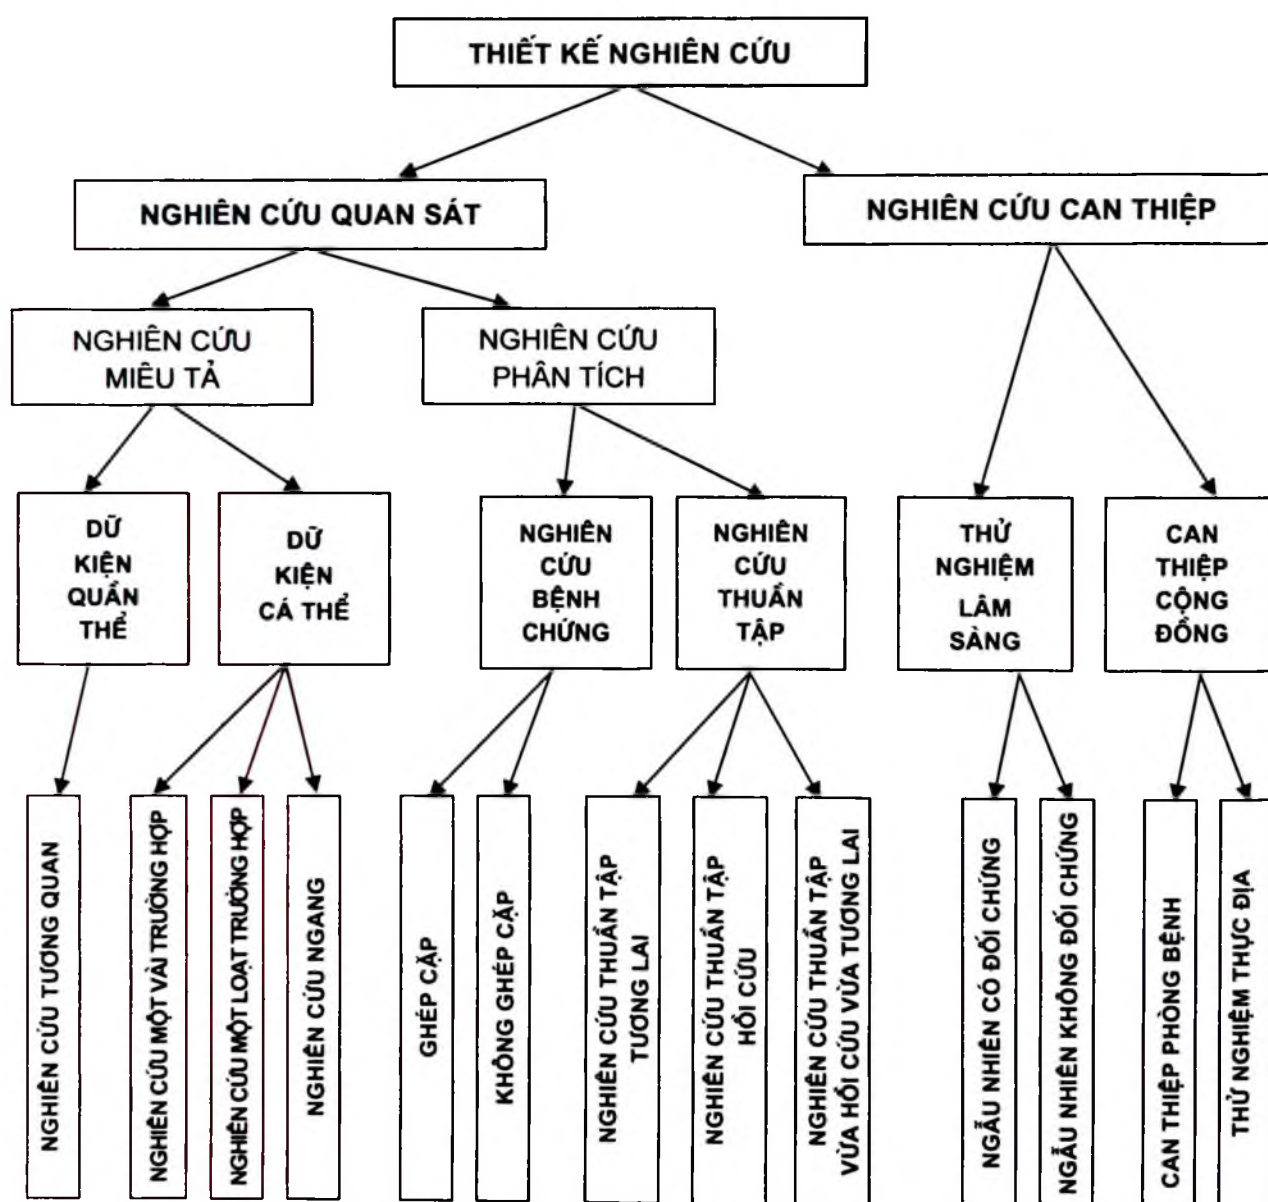 THIẾT KẾ NGHIÊN CỨU
NGHIÊN CỨU QUAN SÁT
NGHIÊN CỨU CAN THIỆP
NGHIÊN CỨU
MIÊU TẢ
NGHIÊN CỨU
PHÂN TÍCH
DỮ
KIỆN
QUẦN
THỂ
DỮ
KIỆN
CÁ THỂ
NGHIÊN
CỨU
BỆNH
CHỨNG
NGHIÊN
CỨU
THUẦN
TẬP
THỬ
NGHIỆM
LÂM
SÀNG
CAN
THIỆP
CỘNG
ĐỒNG
NGHIÊN CỨU TƯƠNG QUAN
NGHIÊN CỨU MỘT VÀI TRƯỜNG HỢP
NGHIÊN CỨU MỘT LOẠT TRƯỜNG HỢP
NGHIÊN CỨU NGANG
GHÉP CẶP
KHÔNG GHÉP CẶP
NGHIÊN CỨU THUẦN TẬP
TƯƠNG LAI
NGHIÊN CỨU THUẦN TẬP
HỒI CỨU
NGHIÊN CỨU THUẦN TẬP
VỪA HỒI CỨU VỪA TƯƠNG LAI
NGẪU NHIÊN CÓ ĐỐI CHỨNG
NGẪU NHIÊN KHÔNG ĐỐI CHỨNG
CAN THIỆP PHÒNG BỆNH
THỬ NGHIỆM THỰC ĐỊA